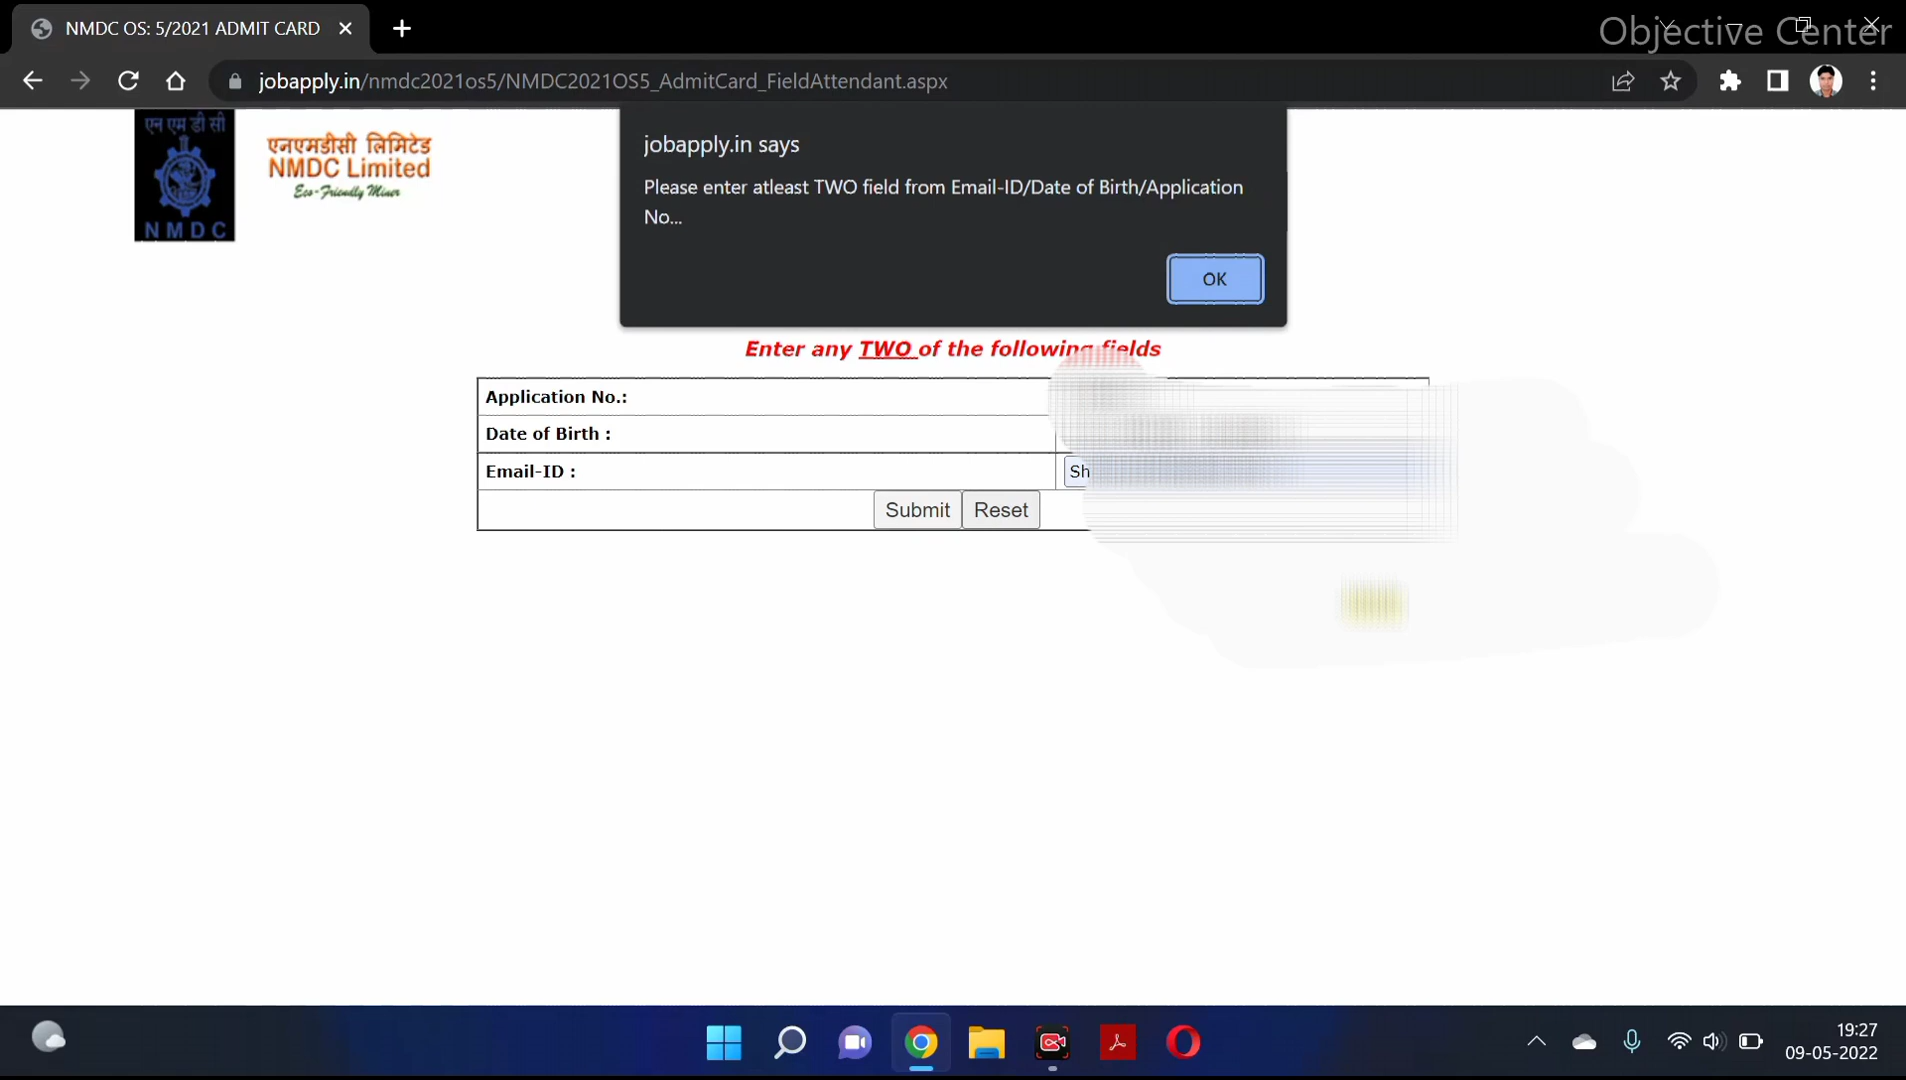 NMDC OS: 5/2021 ADMIT CARD
Objective Center
jobapply.in/nmdc2021os5/NMDC2021OS5_AdmitCard_FieldAttendant.aspx
एन एम डी सी
NMDC
एनएमडीसी लिमिटेड
NMDC Limited
Eco-Friendly Miner
jobapply.in says
Please enter atleast TWO field from Email-ID/Date of Birth/Application
No...
OK
Enter any TWO of the following fields
Application No.:
Date of Birth :
Email-ID :
Sh
Submit
Reset
19:27
09-05-2022